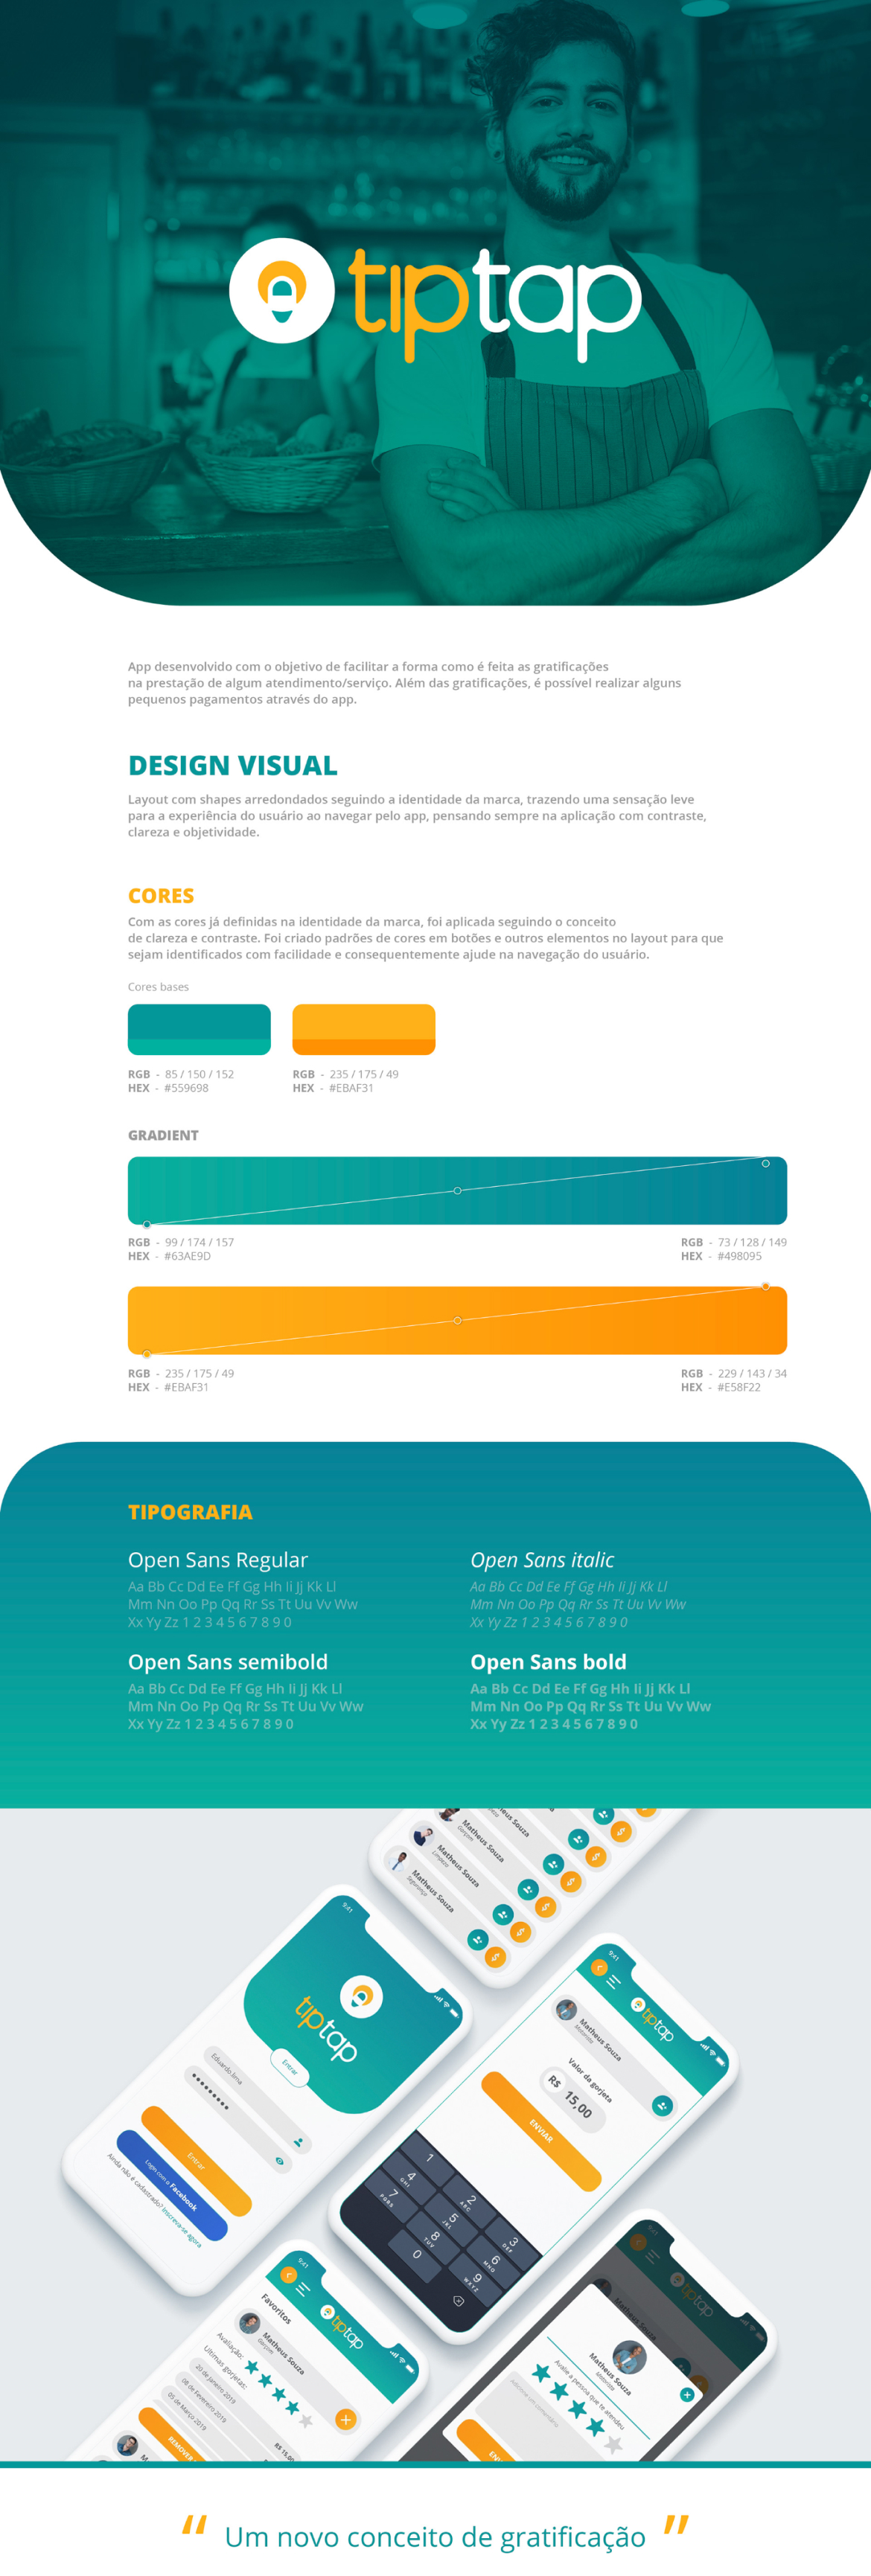 tiptap
App desenvolvido com o objetivo de facilitar a forma como é feita as gratificações
na prestação de algum atendimento/serviço. Além das gratificações, é possível realizar alguns
pequenos pagamentos através do app.
DESIGN VISUAL
Layout com shapes arredondados seguindo a identidade da marca, trazendo uma sensação leve
para a experiência do usuário ao navegar pelo app, pensando sempre na aplicação com contraste,
clareza e objetividade.
CORES
Com as cores já definidas na identidade da marca, foi aplicada seguindo o conceito
de clareza e contraste. Foi criado padrões de cores em botões e outros elementos no layout para que
sejam identificados com facilidade e consequentemente ajude na navegação do usuário.
Cores bases
RGB - 85 / 150 / 152
HEX - #559698
RGB - 235 / 175 / 49
HEX - #EBAF31
GRADIENT
RGB - 99 / 174 / 157
HEX - #63AE9D
RGB - 73 / 128 / 149
HEX - #498095
RGB - 235 / 175 / 49
HEX - #EBAF31
RGB - 229 / 143 / 34
HEX - #E58F22
TIPOGRAFIA
Open Sans Regular
Aa Bb Cc Dd Ee Ff Gg Hh Ii Jj Kk Ll
Mm Nn Oo Pp Qq Rr Ss Tt Uu Vv Ww
Xx Yy Zz 1 2 3 4 5 6 7 8 9 0
Open Sans italic
Aa Bb Cc Dd Ee Ff Gg Hh Ii Jj Kk Ll
Mm Nn Oo Pp Qq Rr Ss Tt Uu Vv Ww
Xx Yy Zz 1 2 3 4 5 6 7 8 9 0
Open Sans semibold
Aa Bb Cc Dd Ee Ff Gg Hh Ii Jj Kk Ll
Mm Nn Oo Pp Qq Rr Ss Tt Uu Vv Ww
Xx Yy Zz 1 2 3 4 5 6 7 8 9 0
Open Sans bold
Aa Bb Cc Dd Ee Ff Gg Hh Ii Jj Kk Ll
Mm Nn Oo Pp Qq Rr Ss Tt Uu Vv Ww
Xx Yy Zz 1 2 3 4 5 6 7 8 9 0
Matheus Souza
Matheus Souza
Garçom
Matheus Souza
Limpeza
Matheus Souza
Segurança
9:41
tiptap
Entrar
Eduardo lima
Entrar
Login com o Facebook
Ainda não é cadastrado? Inscreva-se agora
9:41
tiptap
Matheus Souza
Motorista
Valor da gorjeta
R$ 15,00
ENVIAR
1
2 ABC
3 DEF
4 GHI
5 JKL
6 MNO
7 PQRS
8 TUV
9 WXYZ
0
9:41
tiptap
Favoritos
Matheus Souza
Garçom
Avaliação:
Ultimas gorjetas:
20 de Janeiro 2019
R$ 15,00
08 de Fevereiro 2019
05 de Março 2019
REMOVER
9:41
tiptap
Matheus Souza
Matheus Souza
Motorista
Avalie a pessoa que te atendeu
Adicione um comentário
“ Um novo conceito de gratificação ”